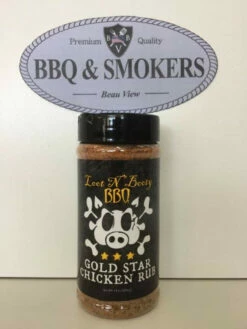 Premium Quality
B B
V
BBQ & SMOKERS
Beau View
Loot N' Booty
BBQ
GOLD STAR
CHICKEN RUB